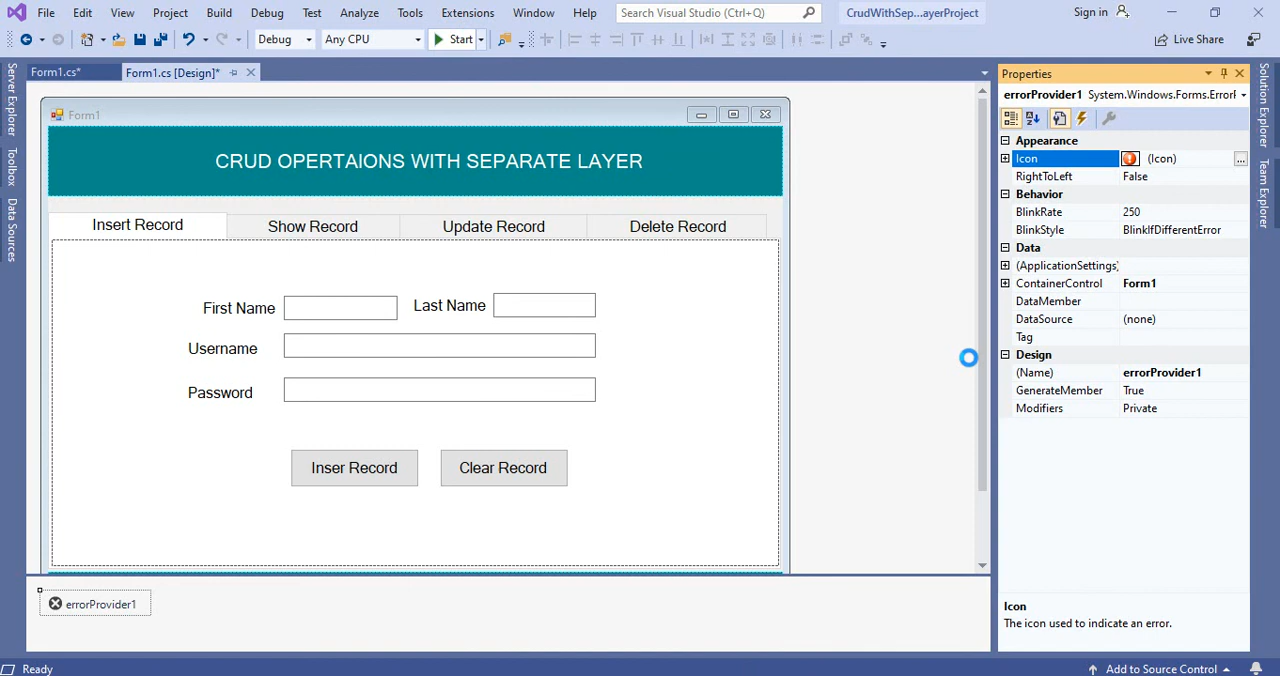 File Edit View Project Build Debug Test Analyze Tools Extensions Window Help Search Visual Studio (Ctrl+Q) CrudWithSep...ayerProject Sign in
Debug Any CPU Start Live Share
Form1.cs* Form1.cs [Design]*
Server Explorer
Toolbox
Data Sources
Form1
CRUD OPERTAIONS WITH SEPARATE LAYER
Insert Record Show Record Update Record Delete Record
First Name Last Name
Username
Password
Inser Record Clear Record
errorProvider1
Properties
errorProvider1 System.Windows.Forms.ErrorF
Appearance
Icon (Icon) ...
RightToLeft False
Behavior
BlinkRate 250
BlinkStyle BlinkIfDifferentError
Data
(ApplicationSettings)
ContainerControl Form1
DataMember
DataSource (none)
Tag
Design
(Name) errorProvider1
GenerateMember True
Modifiers Private
Icon
The icon used to indicate an error.
Solution Explorer
Team Explorer
Ready Add to Source Control